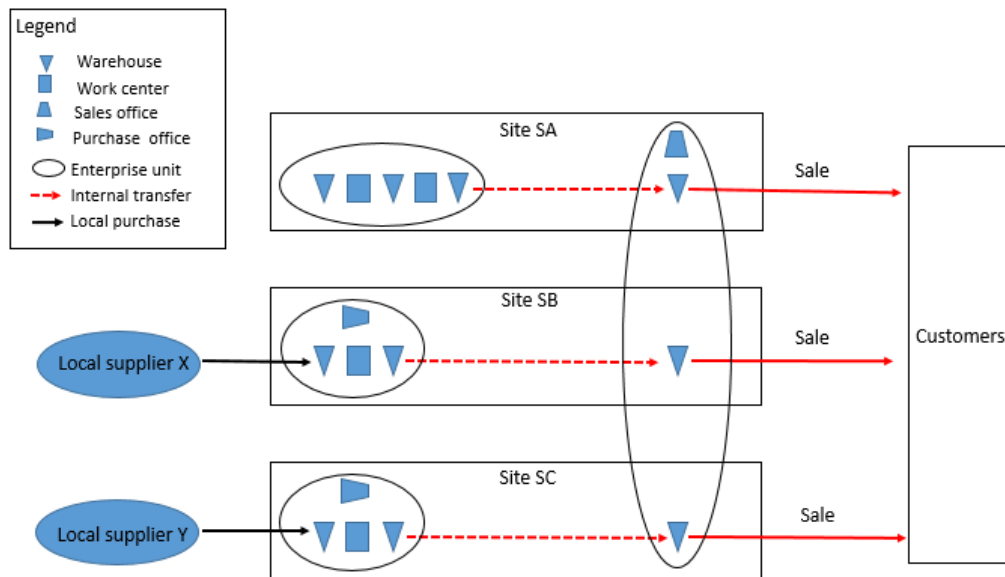 Legend
Warehouse
Work center
Sales office
Purchase office
Enterprise unit
Internal transfer
Local purchase
Site SA
Sale
Site SB
Local supplier X
Sale
Customers
Site SC
Local supplier Y
Sale